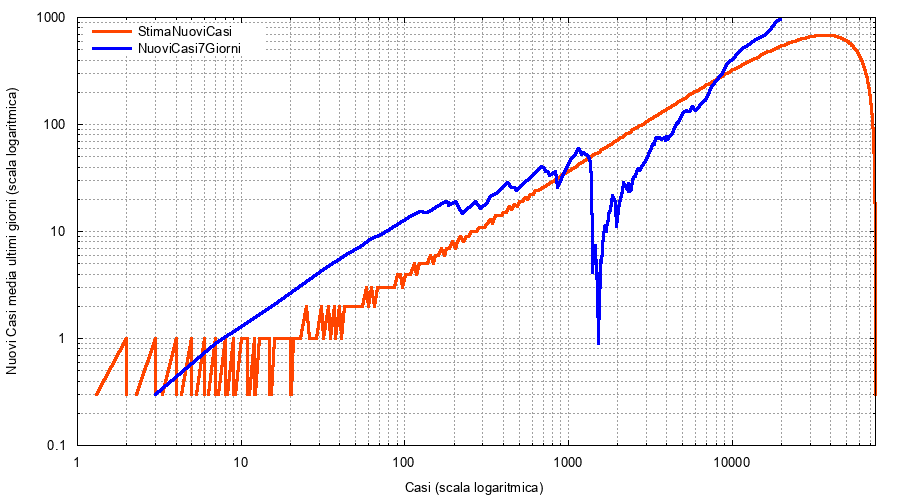 1000
100
10
1
0.1
StimaNuoviCasi
NuoviCasi7Giorni
Nuovi Casi media ultimi giorni (scala logaritmica)
1
10
100
1000
10000
Casi (scala logaritmica)